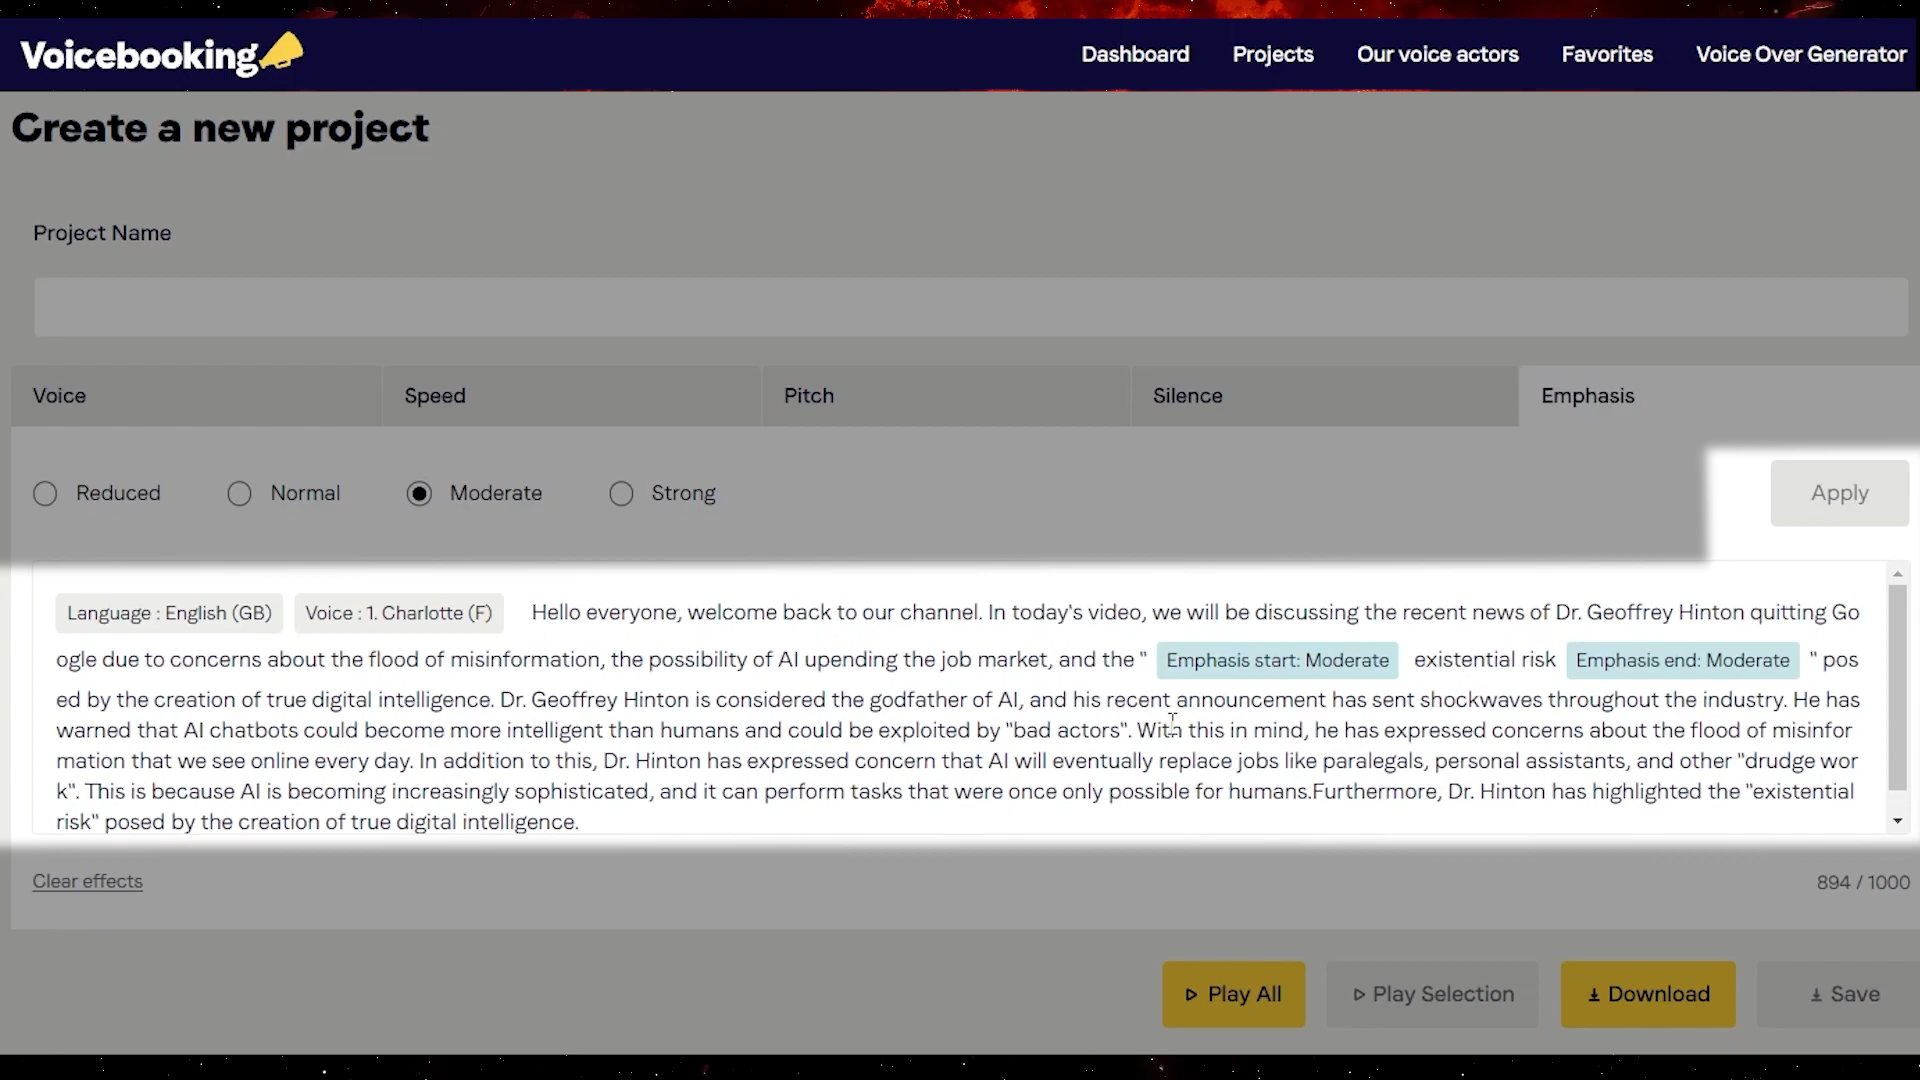 Voicebooking
Dashboard Projects Our voice actors Favorites Voice Over Generator
Create a new project
Project Name
Voice Speed Pitch Silence Emphasis
Reduced Normal Moderate Strong Apply
Language : English (GB) Voice : 1. Charlotte (F) Hello everyone, welcome back to our channel. In today's video, we will be discussing the recent news of Dr. Geoffrey Hinton quitting Go
ogle due to concerns about the flood of misinformation, the possibility of AI upending the job market, and the " Emphasis start: Moderate existential risk Emphasis end: Moderate " pos
ed by the creation of true digital intelligence. Dr. Geoffrey Hinton is considered the godfather of AI, and his recent announcement has sent shockwaves throughout the industry. He has
warned that AI chatbots could become more intelligent than humans and could be exploited by "bad actors". With this in mind, he has expressed concerns about the flood of misinfor
mation that we see online every day. In addition to this, Dr. Hinton has expressed concern that AI will eventually replace jobs like paralegals, personal assistants, and other "drudge wor
k". This is because AI is becoming increasingly sophisticated, and it can perform tasks that were once only possible for humans.Furthermore, Dr. Hinton has highlighted the "existential
risk" posed by the creation of true digital intelligence.
Clear effects 894 / 1000
Play All Play Selection Download Save